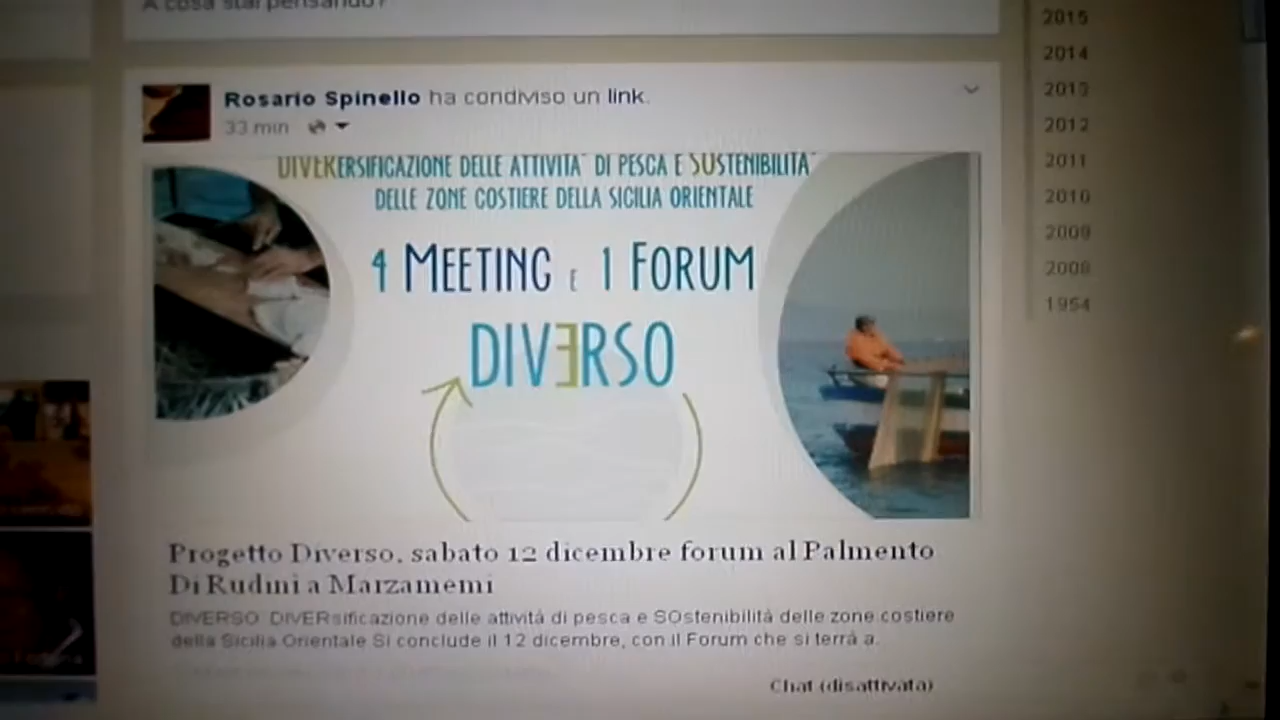 A cosa stai pensando?
Rosario Spinello ha condiviso un link.
33 min
DIVERERSIFICAZIONE DELLE ATTIVITA' DI PESCA E SUSTENIBILITA'
DELLE ZONE COSTIERE DELLA SICILIA ORIENTALE
4 MEETING E 1 FORUM
DIVƎRSO
Progetto Diverso, sabato 12 dicembre forum al Palmento
Di Rudinì a Marzamemi
DIVERSO DIVERsificazione delle attività di pesca e SOstenibilità delle zone costiere
della Sicilia Orientale Si conclude il 12 dicembre, con il Forum che si terrà a.
Chat (disattivata)
2015
2014
2013
2012
2011
2010
2009
2008
1954